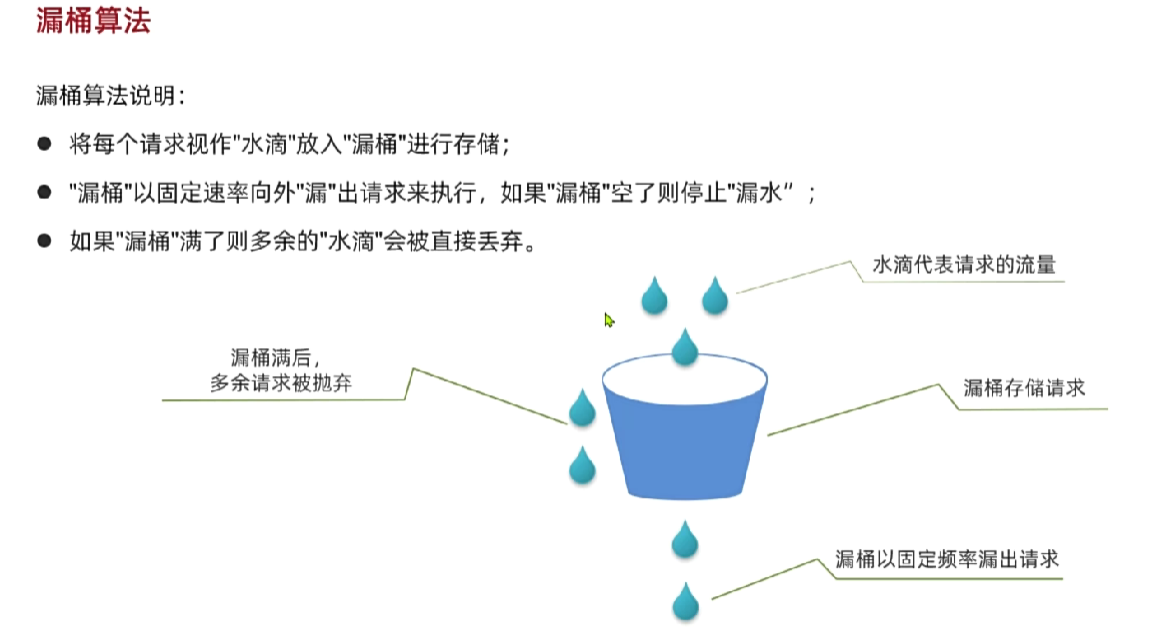 漏桶算法
漏桶算法说明：
● 将每个请求视作"水滴"放入"漏桶"进行存储；
● "漏桶"以固定速率向外"漏"出请求来执行，如果"漏桶"空了则停止"漏水“；
● 如果"漏桶"满了则多余的"水滴"会被直接丢弃。
水滴代表请求的流量
漏桶满后，
多余请求被抛弃
漏桶存储请求
漏桶以固定频率漏出请求